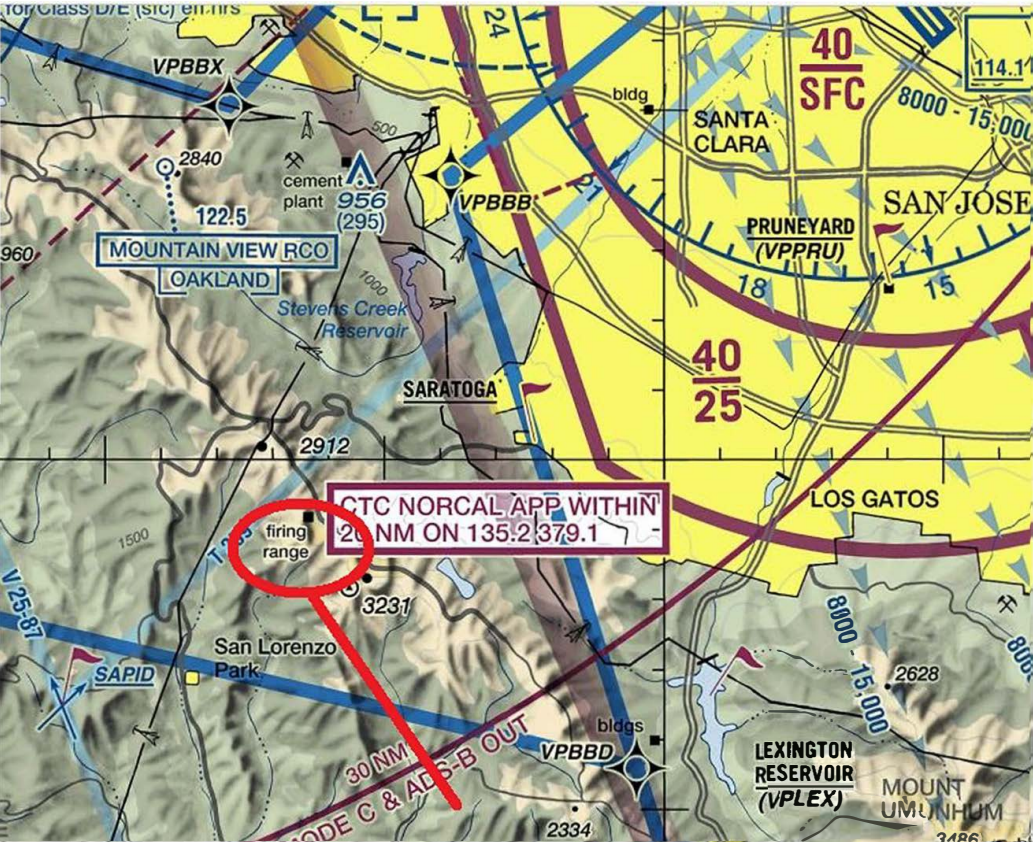 for Class D/E (sfc) eff hrs
24
40
SFC
114.1
VPBBX
bldg
8000 - 15,000
500
SANTA
CLARA
2840
cement
plant
956
(295)
21
VPBBB
SAN JOSE
122.5
PRUNEYARD
(VPPRU)
960
MOUNTAIN VIEW RCO
OAKLAND
1000
18
15
Stevens Creek
Reservoir
40
25
SARATOGA
2912
CTC NORCAL APP WITHIN
20 NM ON 135.2 379.1
LOS GATOS
firing
range
1500
V 25-87
3231
8000 - 15,000
San Lorenzo
Park
SAPID
2628
bldgs
VPBBD
30 NM
MODE C & ADS-B OUT
LEXINGTON
RESERVOIR
(VPLEX)
MOUNT
UMUNHUM
2334
3486